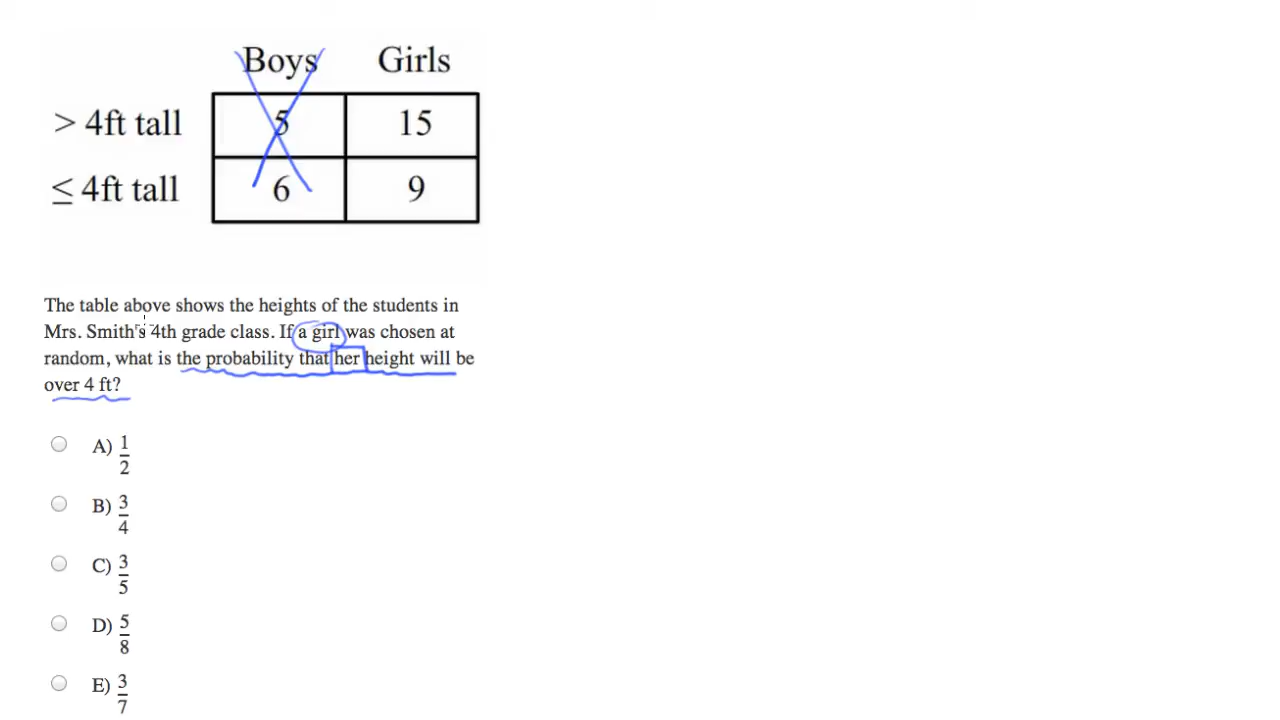 Boys Girls
> 4ft tall 5 15
≤ 4ft tall 6 9
The table above shows the heights of the students in
Mrs. Smith's 4th grade class. If a girl was chosen at
random, what is the probability that her height will be
over 4 ft?
A) 1/2
B) 3/4
C) 3/5
D) 5/8
E) 3/7